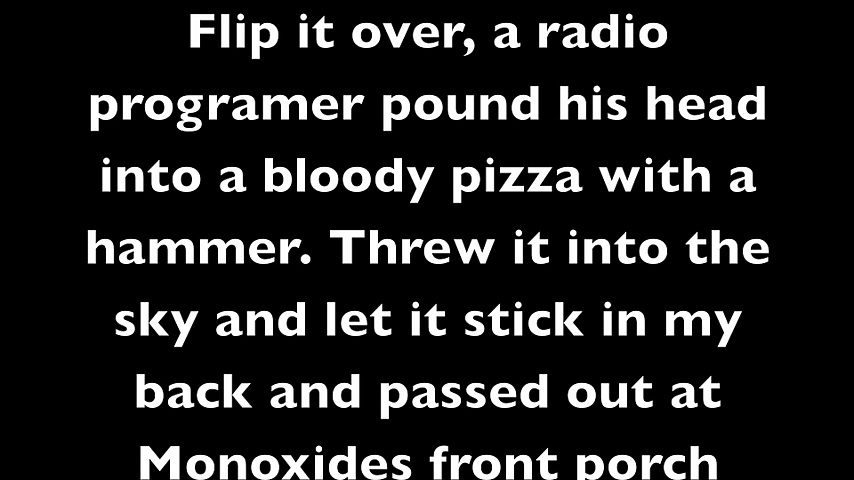 Flip it over, a radio
programer pound his head
into a bloody pizza with a
hammer. Threw it into the
sky and let it stick in my
back and passed out at
Monoxides front porch